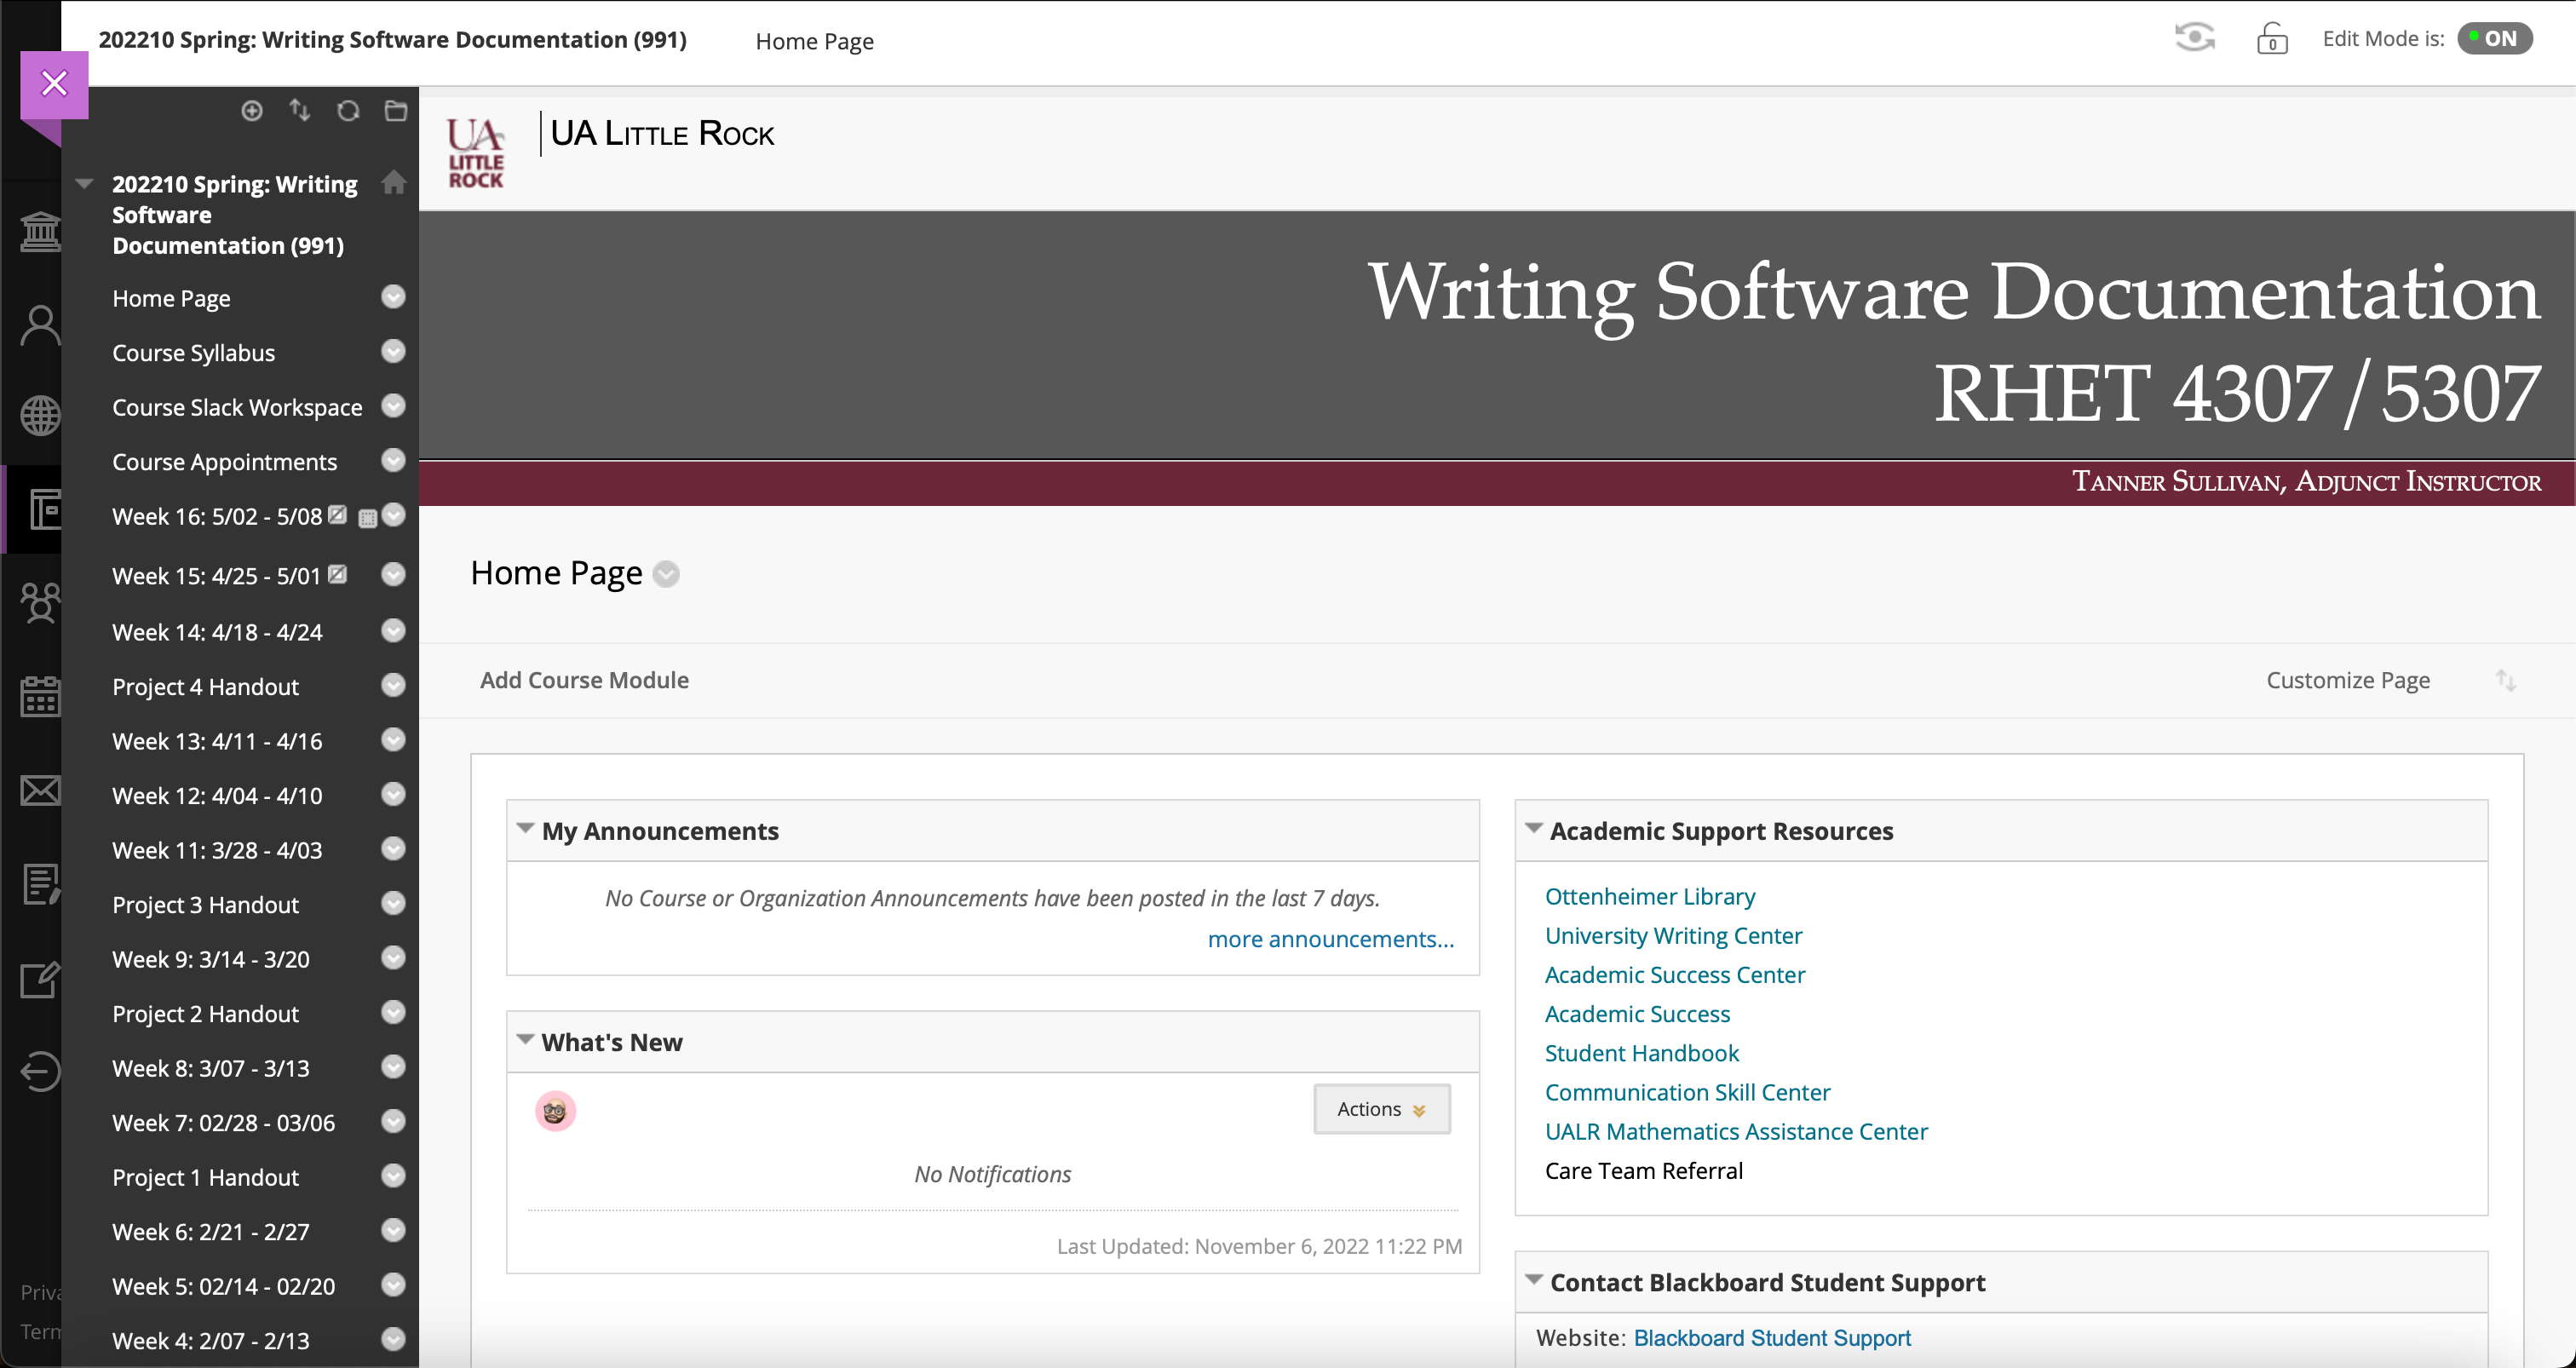 202210 Spring: Writing Software Documentation (991)
Home Page
0
Edit Mode is:
ON
202210 Spring: Writing
Software
Documentation (991)
Home Page
Course Syllabus
Course Slack Workspace
Course Appointments
Week 16: 5/02 - 5/08
Week 15: 4/25 - 5/01
Week 14: 4/18 - 4/24
Project 4 Handout
Week 13: 4/11 - 4/16
Week 12: 4/04 - 4/10
Week 11: 3/28 - 4/03
Project 3 Handout
Week 9: 3/14 - 3/20
Project 2 Handout
Week 8: 3/07 - 3/13
Week 7: 02/28 - 03/06
Project 1 Handout
Week 6: 2/21 - 2/27
Week 5: 02/14 - 02/20
Week 4: 2/07 - 2/13
Priva
Term
UA
LITTLE
ROCK
UA LITTLE ROCK
Writing Software Documentation
RHET 4307/5307
TANNER SULLIVAN, ADJUNCT INSTRUCTOR
Home Page
Add Course Module
Customize Page
My Announcements
No Course or Organization Announcements have been posted in the last 7 days.
more announcements...
What's New
Actions
No Notifications
Last Updated: November 6, 2022 11:22 PM
Academic Support Resources
Ottenheimer Library
University Writing Center
Academic Success Center
Academic Success
Student Handbook
Communication Skill Center
UALR Mathematics Assistance Center
Care Team Referral
Contact Blackboard Student Support
Website: Blackboard Student Support